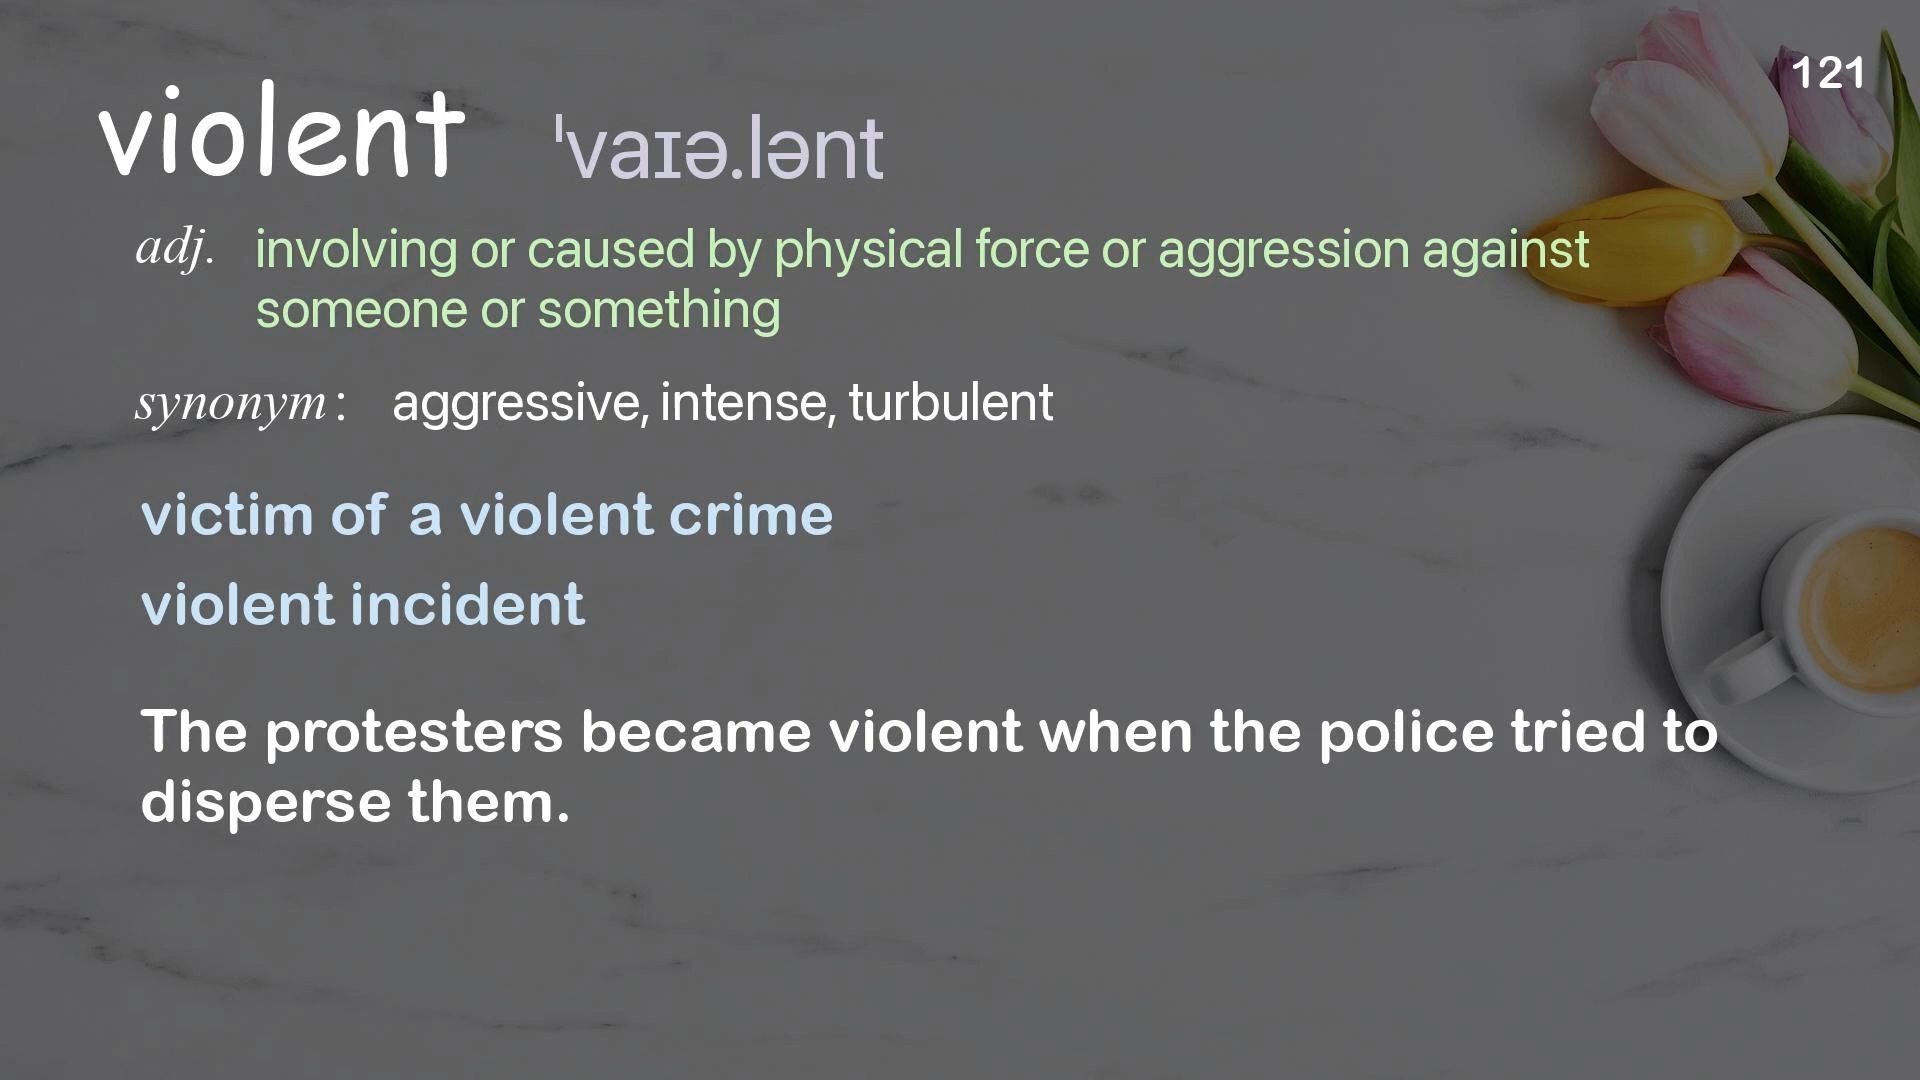 121
violent ˈvaɪə.lənt
adj. involving or caused by physical force or aggression against
someone or something
synonym : aggressive, intense, turbulent
victim of a violent crime
violent incident
The protesters became violent when the police tried to
disperse them.